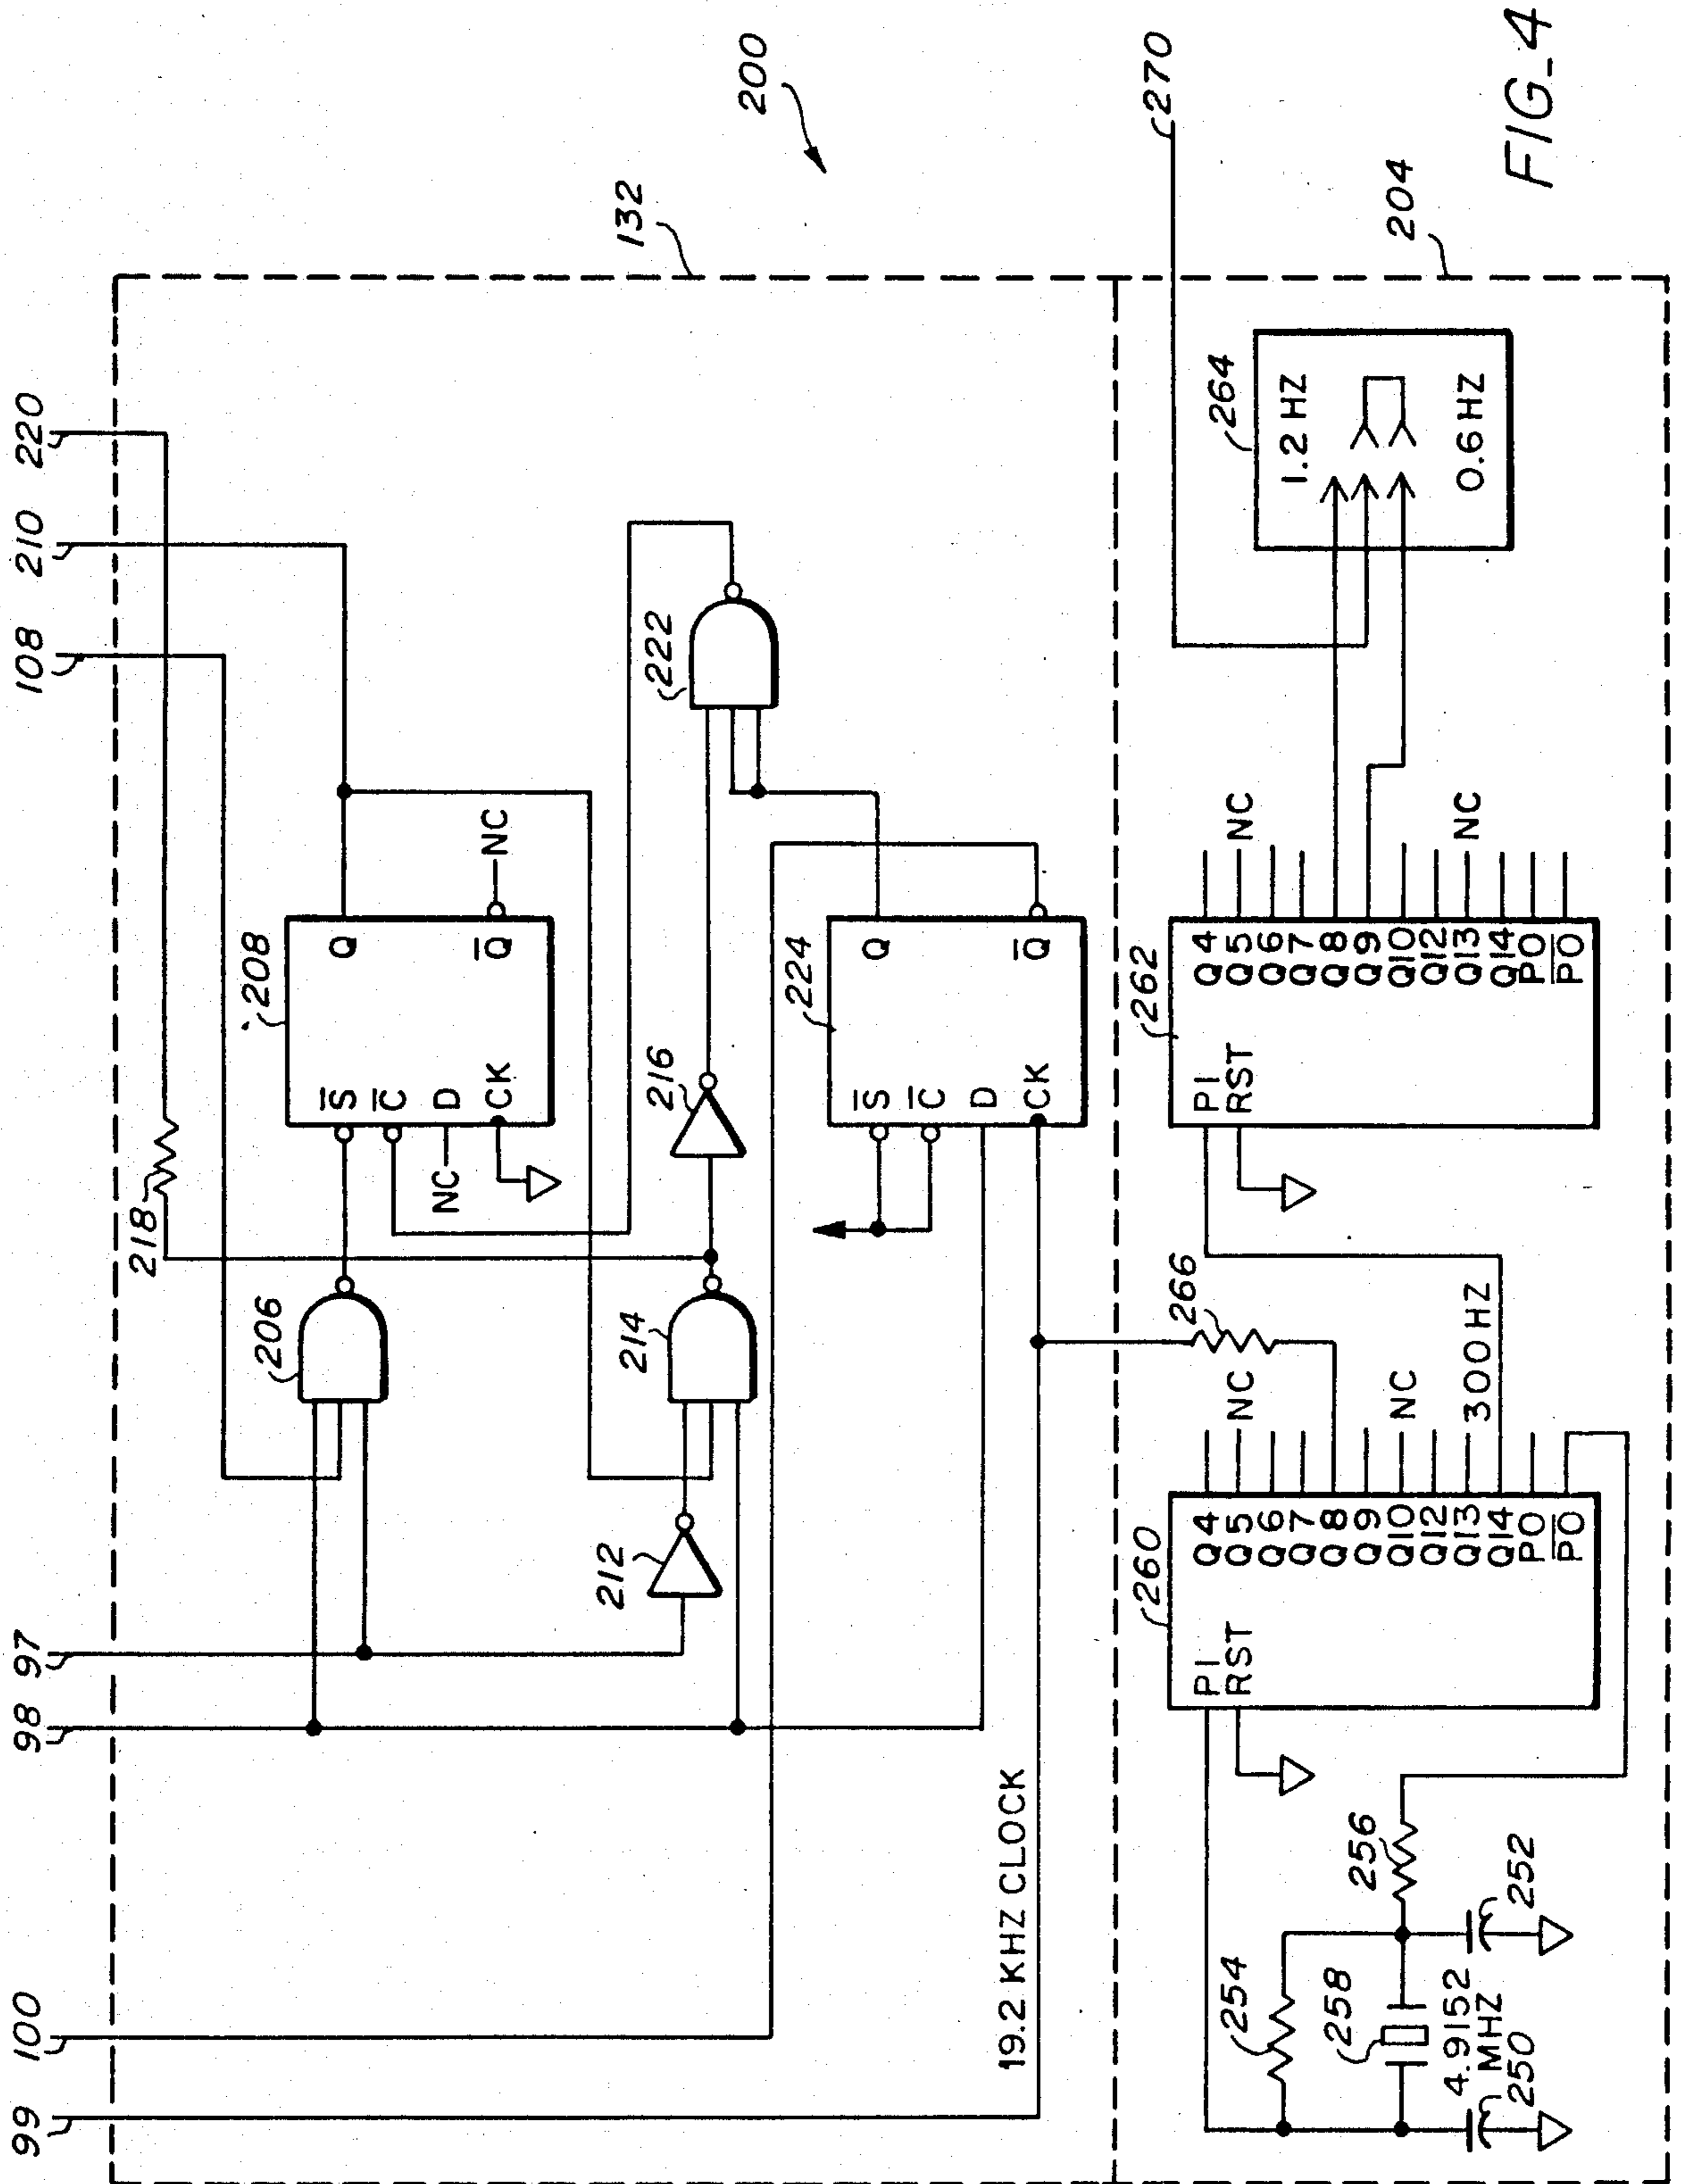 99
100
98
97
108
210
220
218
206
208
S̅
C̅
D
CK
Q
Q̅
NC
NC
212
214
216
222
224
S̅
C̅
D
CK
Q
Q̅
19.2 KHZ CLOCK
132
200
254
258
4.9152
MHZ
250
256
252
260
PI
RST
Q4
Q5
Q6
Q7
Q8
Q9
Q10
Q12
Q13
Q14
PO
P̅O̅
NC
NC
300HZ
266
262
PI
RST
Q4
Q5
Q6
Q7
Q8
Q9
Q10
Q12
Q13
Q14
PO
P̅O̅
NC
NC
264
1.2 HZ
0.6 HZ
270
204
FIG_4